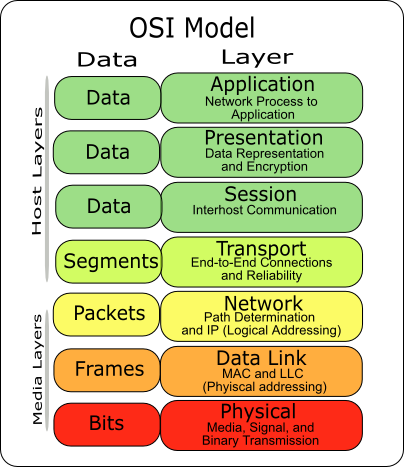 OSI Model
Data Layer
Host Layers
Data
Application
Network Process to
Application
Data
Presentation
Data Representation
and Encryption
Data
Session
Interhost Communication
Segments
Transport
End-to-End Connections
and Reliability
Media Layers
Packets
Network
Path Determination
and IP (Logical Addressing)
Frames
Data Link
MAC and LLC
(Phyiscal addressing)
Bits
Physical
Media, Signal, and
Binary Transmission